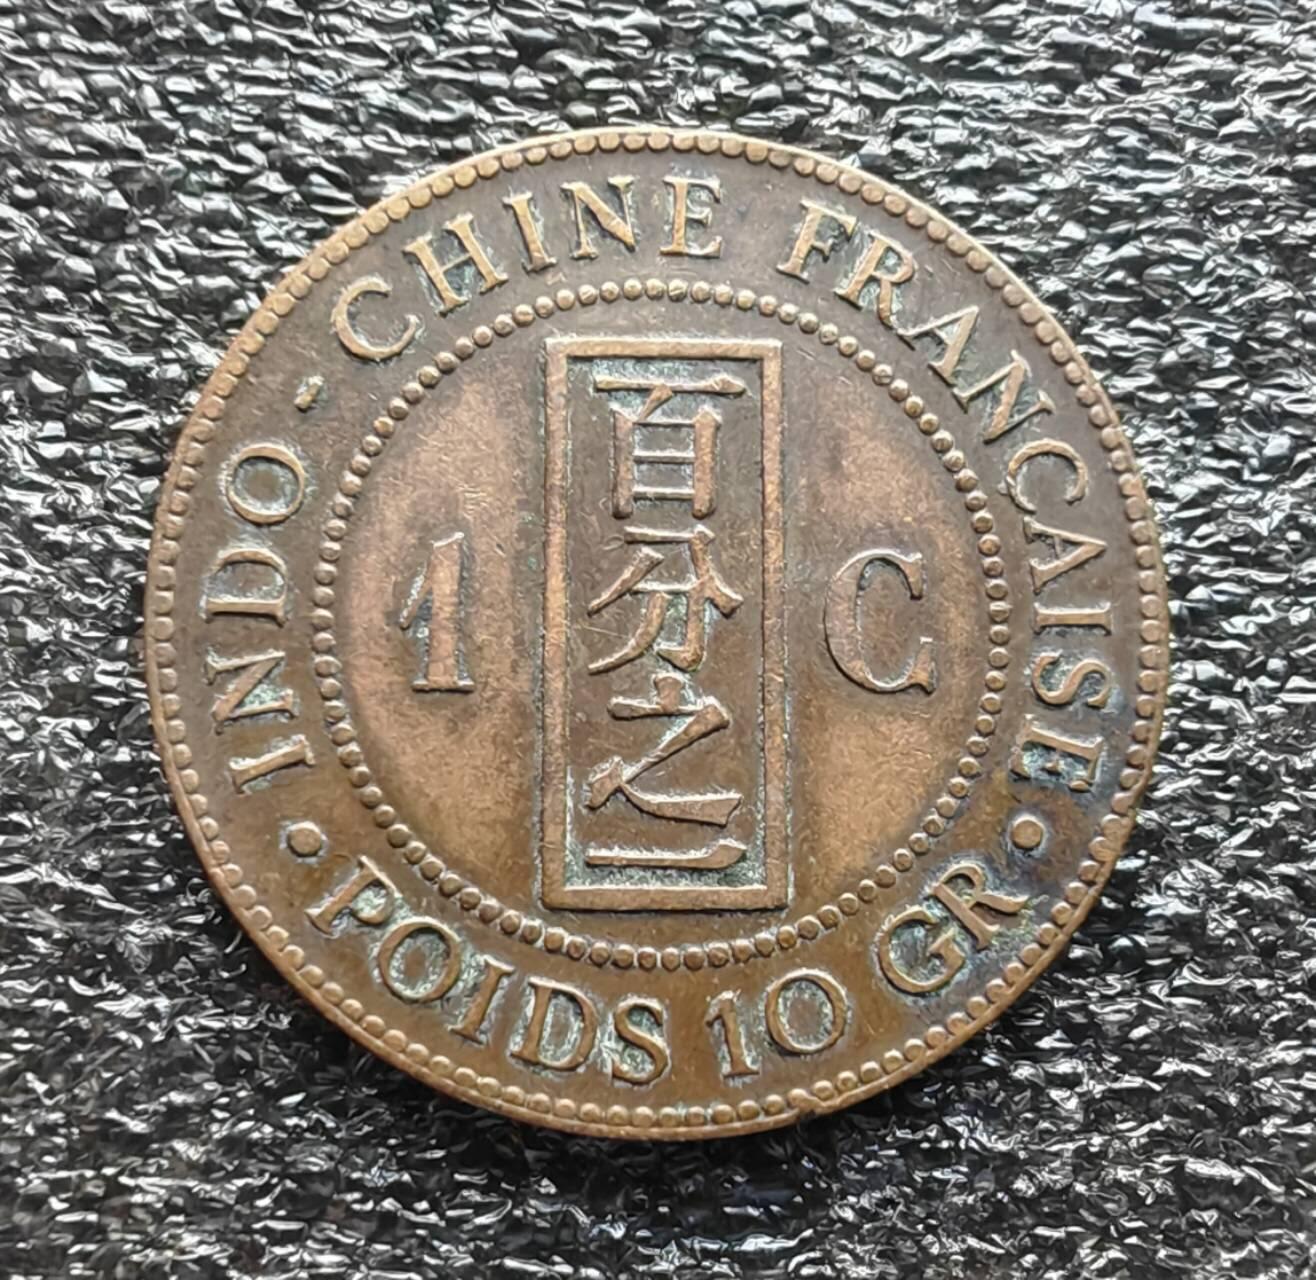 INDO-CHINE FRANCAISE
1 百分之一 C
• POIDS 10 GR •